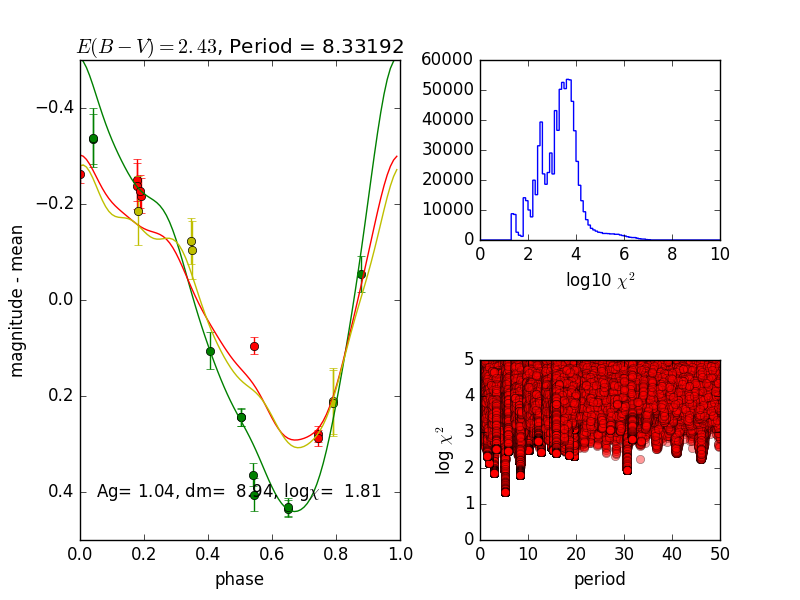 E(B − V) = 2.43, Period = 8.33192
−0.4
−0.2
0.0
0.2
0.4
magnitude - mean
Ag= 1.04, dm= 8.94, logχ= 1.81
0.0 0.2 0.4 0.6 0.8 1.0
phase
60000
50000
40000
30000
20000
10000
0
0 2 4 6 8 10
log10 χ²
5
4
3
2
1
0
log χ²
0 10 20 30 40 50
period